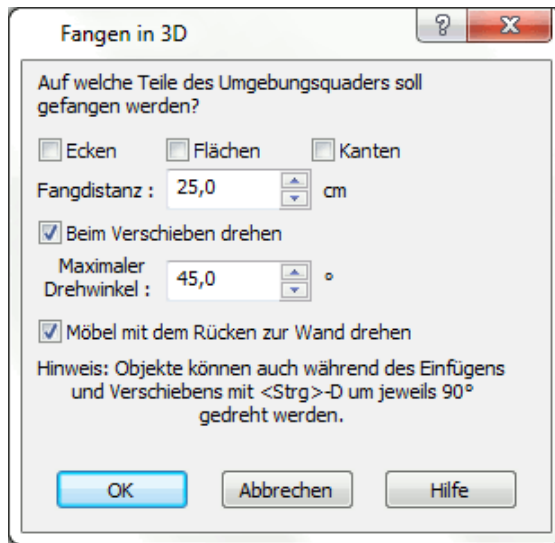 Fangen in 3D
Auf welche Teile des Umgebungsquaders soll
gefangen werden?
Ecken Flächen Kanten
Fangdistanz : 25,0 cm
Beim Verschieben drehen
Maximaler
Drehwinkel : 45,0 °
Möbel mit dem Rücken zur Wand drehen
Hinweis: Objekte können auch während des Einfügens
und Verschiebens mit <Strg>-D um jeweils 90°
gedreht werden.
OK Abbrechen Hilfe